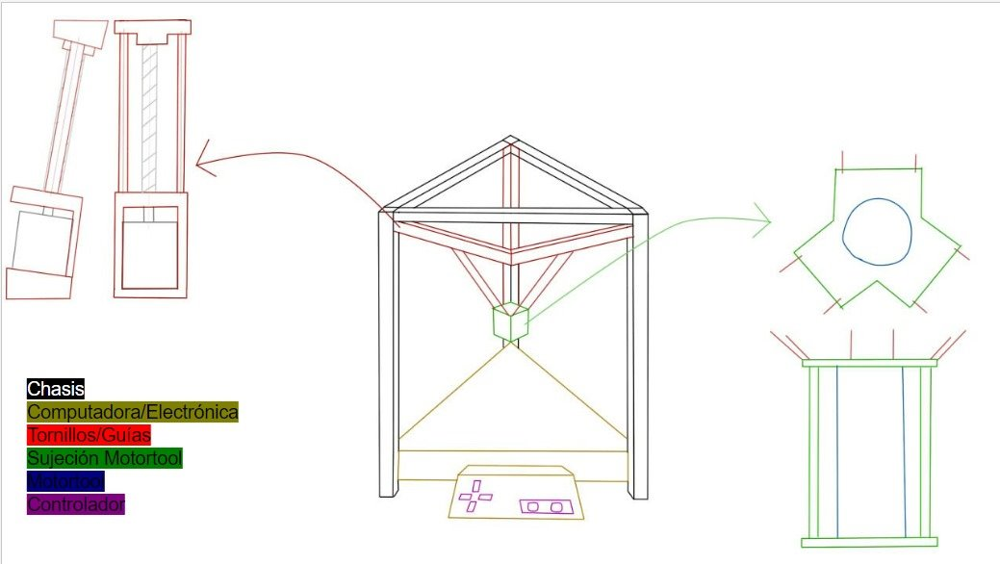 Chasis
Computadora/Electrónica
Tornillos/Guías
Sujeción Motortool
Motortool
Controlador